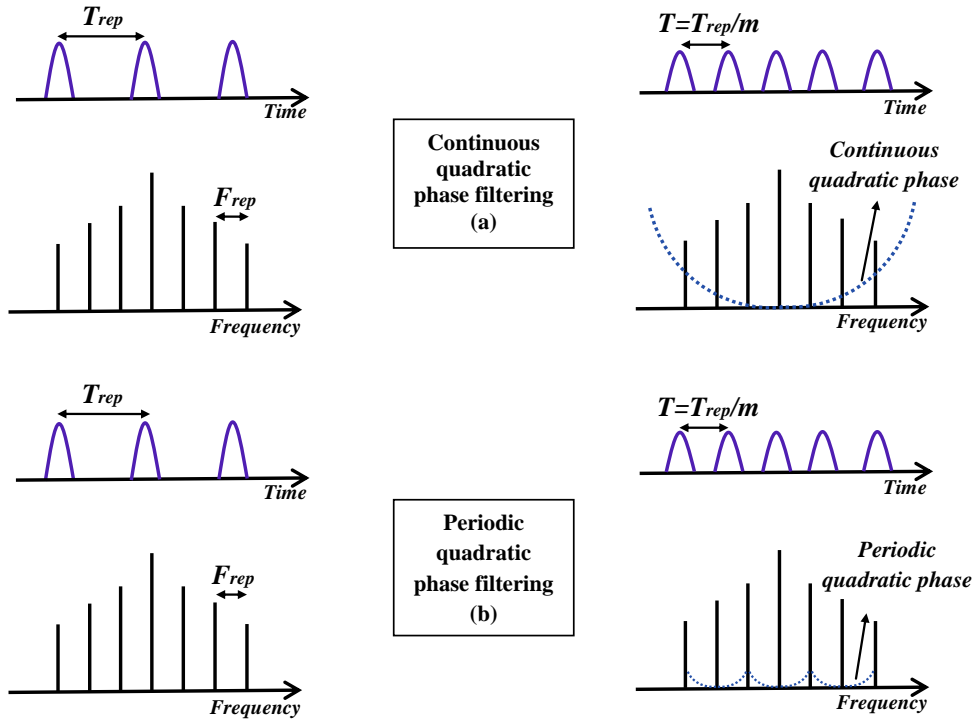 Trep
Time
Frep
Frequency
Continuous
quadratic
phase filtering
(a)
T=Trep/m
Time
Continuous
quadratic phase
Frequency
Trep
Time
Frep
Frequency
Periodic
quadratic
phase filtering
(b)
T=Trep/m
Time
Periodic
quadratic phase
Frequency